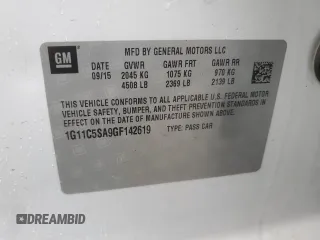 GM
MFD BY GENERAL MOTORS LLC
DATE GVWR GAWR FRT GAWR RR
09/15 2045 KG 1075 KG 970 KG
4508 LB 2369 LB 2139 LB
THIS VEHICLE CONFORMS TO ALL APPLICABLE U.S. FEDERAL MOTOR
VEHICLE SAFETY, BUMPER, AND THEFT PREVENTION STANDARDS
IN EFFECT ON THE DATE OF MANUFACTURE SHOWN ABOVE.
1G11C5SA9GF142619 TYPE: PASS CAR
DREAMBID